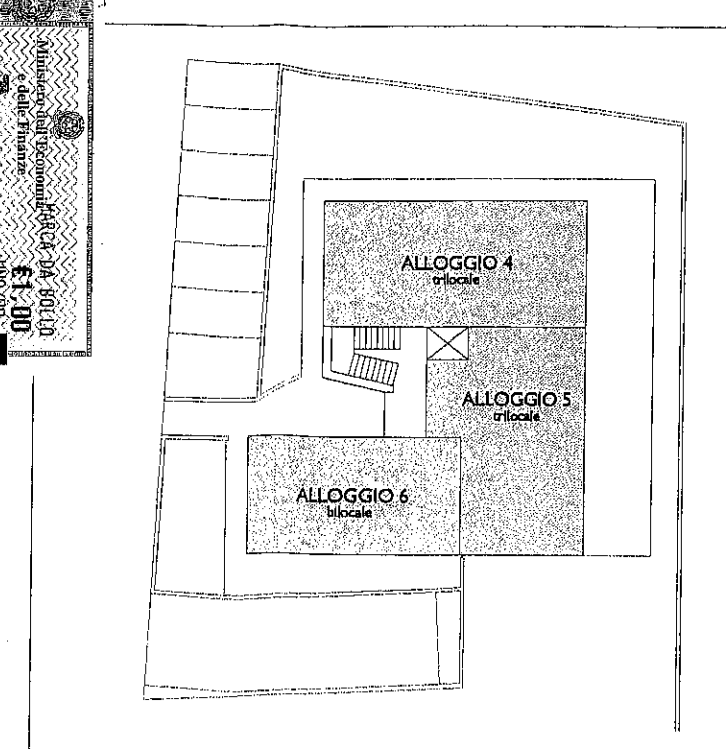 Ministero dell'Economia
e delle Finanze
MARCA DA BOLLO
€1,00
ALLOGGIO 4
trilocale
ALLOGGIO 5
trilocale
ALLOGGIO 6
bilocale